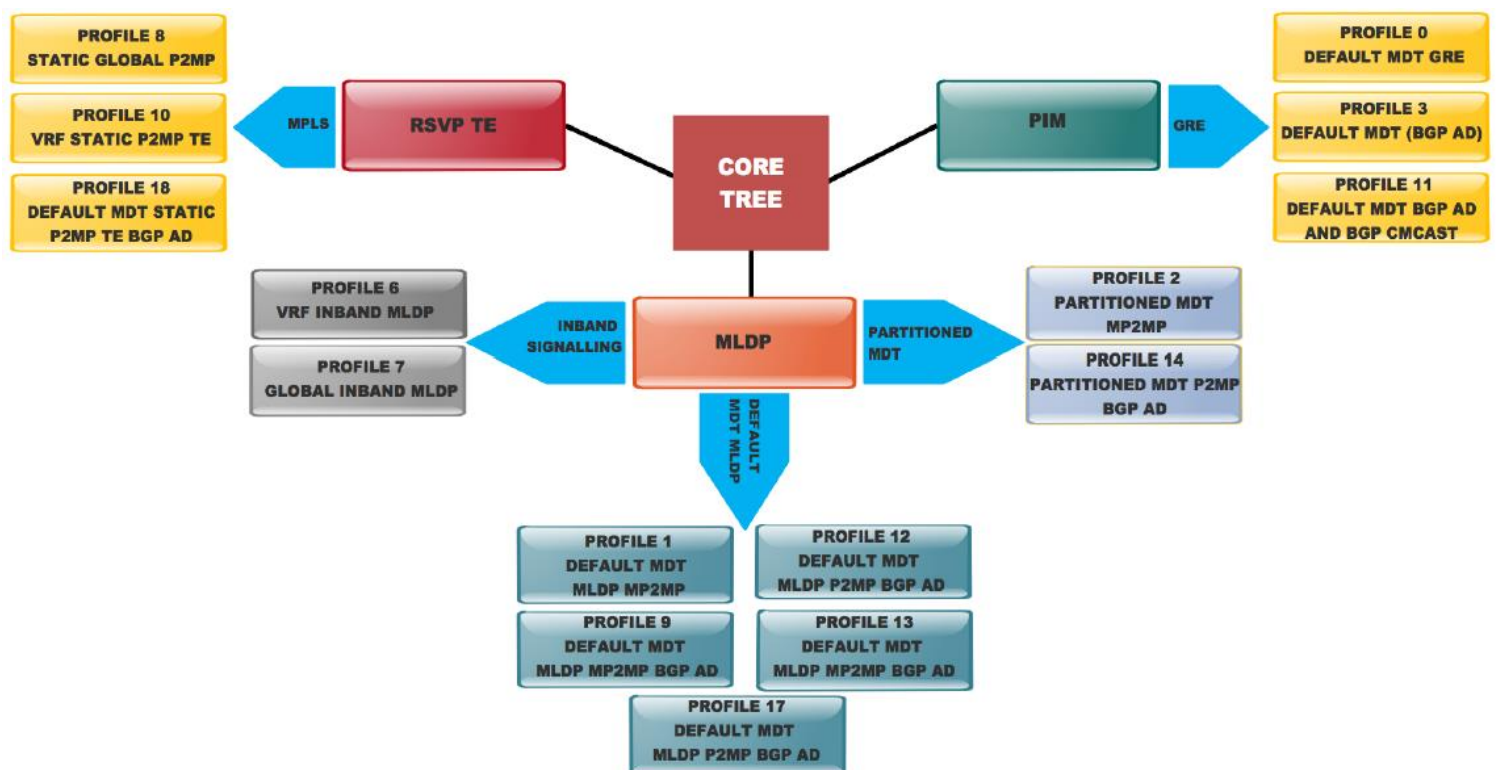 PROFILE 8
STATIC GLOBAL P2MP
PROFILE 10
VRF STATIC P2MP TE
PROFILE 18
DEFAULT MDT STATIC
P2MP TE BGP AD
MPLS
RSVP TE
CORE
TREE
PIM
GRE
PROFILE 0
DEFAULT MDT GRE
PROFILE 3
DEFAULT MDT (BGP AD)
PROFILE 11
DEFAULT MDT BGP AD
AND BGP CMCAST
PROFILE 6
VRF INBAND MLDP
PROFILE 7
GLOBAL INBAND MLDP
INBAND
SIGNALLING
MLDP
PARTITIONED
MDT
PROFILE 2
PARTITIONED MDT
MP2MP
PROFILE 14
PARTITIONED MDT P2MP
BGP AD
DEFAULT
MDT MLDP
PROFILE 1
DEFAULT MDT
MLDP MP2MP
PROFILE 12
DEFAULT MDT
MLDP P2MP BGP AD
PROFILE 9
DEFAULT MDT
MLDP MP2MP BGP AD
PROFILE 13
DEFAULT MDT
MLDP MP2MP BGP AD
PROFILE 17
DEFAULT MDT
MLDP P2MP BGP AD